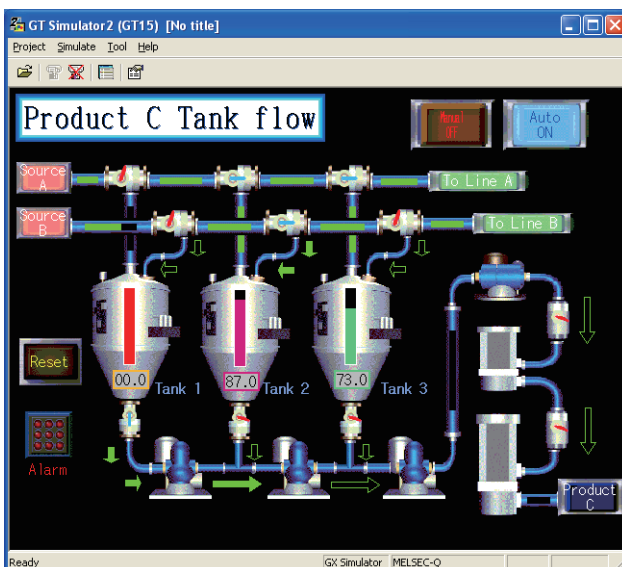 GT Simulator2 (GT15) [No title]
Project Simulate Tool Help
Product C Tank flow
Manual
OFF
Auto
ON
Source
A
To Line A
Source
B
To Line B
Reset
00.0
Tank 1
87.0
Tank 2
73.0
Tank 3
Alarm
Product
C
Ready
GX Simulator
MELSEC-Q